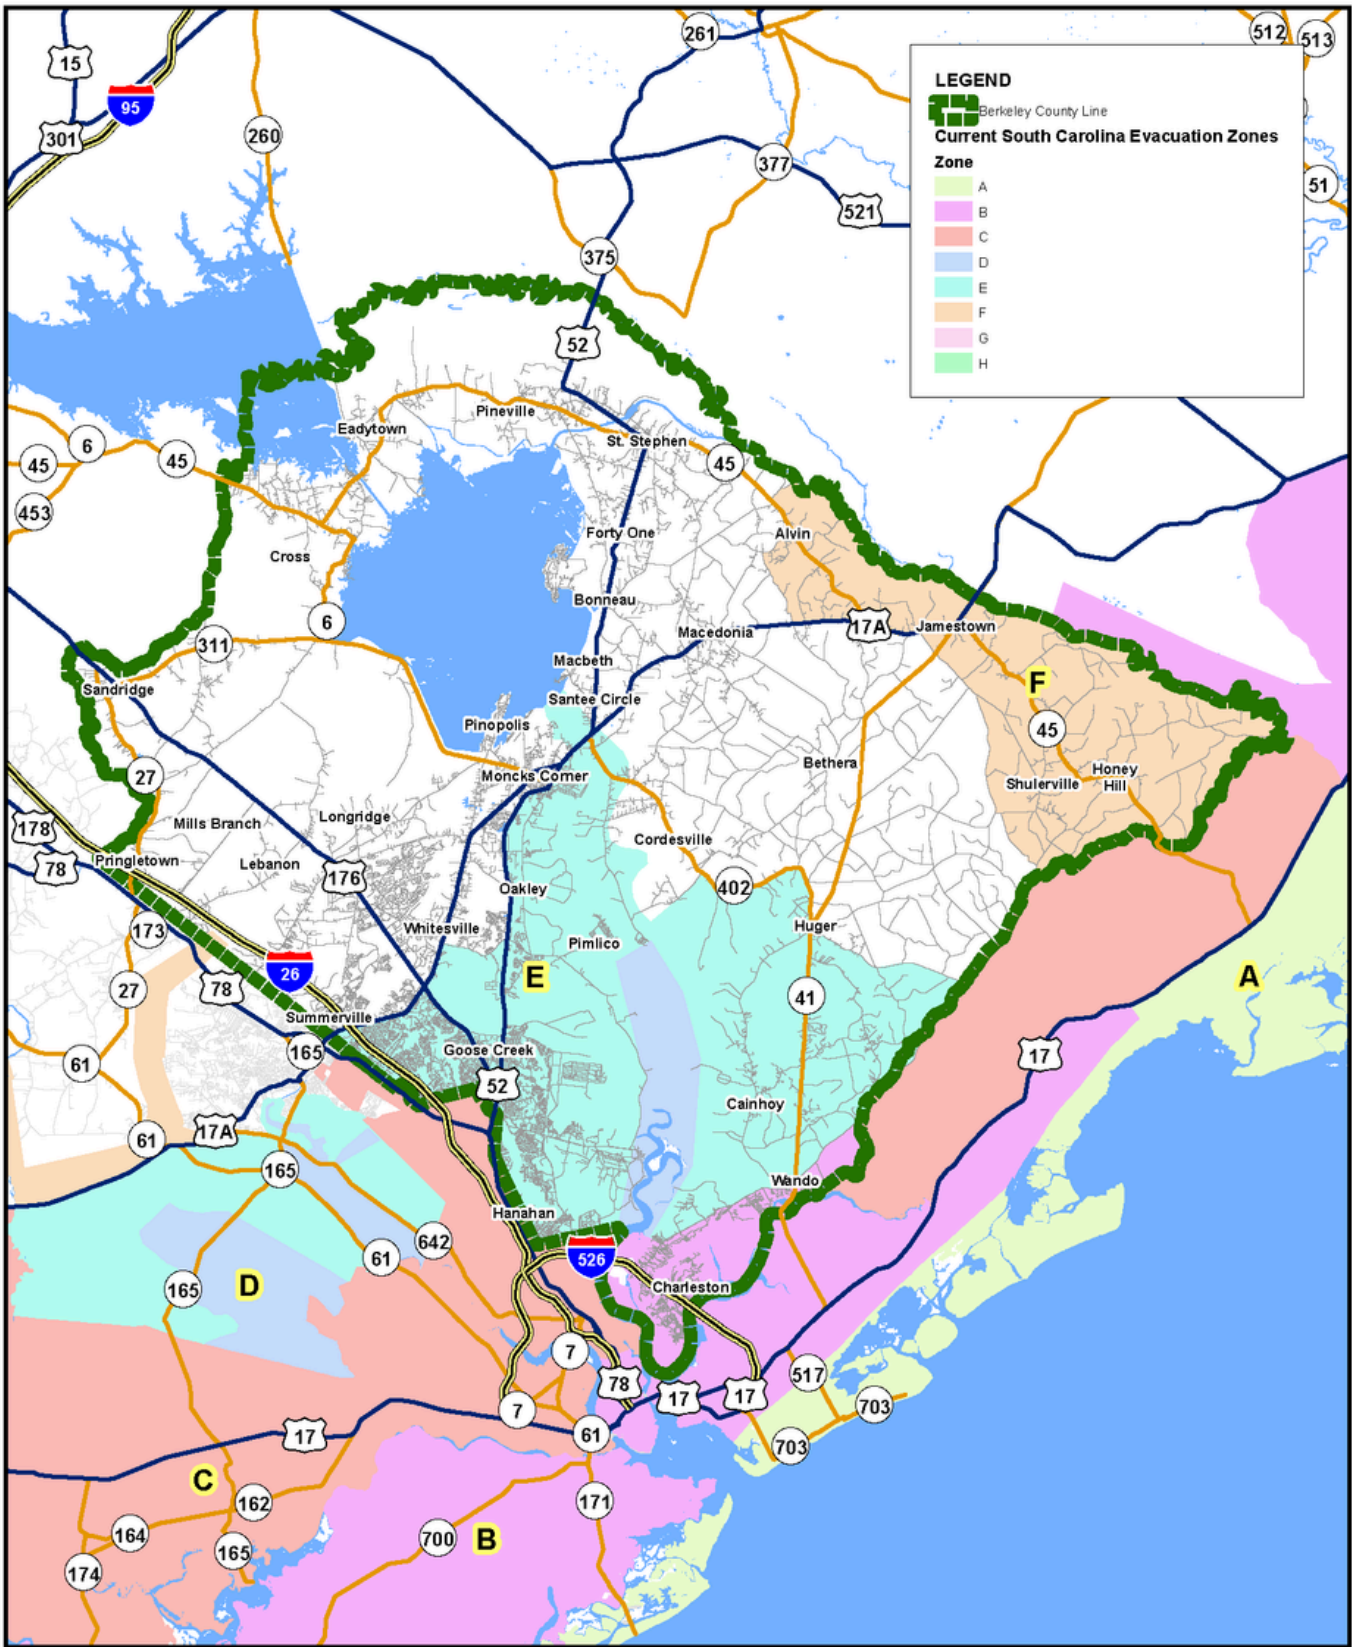 261
512
513
15
95
301
260
377
51
521
375
52
LEGEND
Berkeley County Line
Current South Carolina Evacuation Zones
Zone
A
B
C
D
E
F
G
H
Pineville
Eadytown
St. Stephen
6
45
45
45
453
Forty One
Alvin
Cross
Bonneau
6
17A
Jamestown
Macedonia
311
Macbeth
Sandridge
Santee Circle
F
Pinopolis
45
27
Moncks Corner
Bethera
Honey
Hill
Shulerville
Mills Branch
Longridge
178
Cordesville
78
Pringletown
Lebanon
176
402
Oakley
173
Whitesville
Huger
Pimlico
26
E
A
27
78
41
Summerville
165
Goose Creek
17
61
52
Cainhoy
17A
61
165
Wando
Hanahan
642
61
526
165
D
Charleston
7
517
78
17
17
703
7
61
17
703
C
162
171
164
700
B
165
174